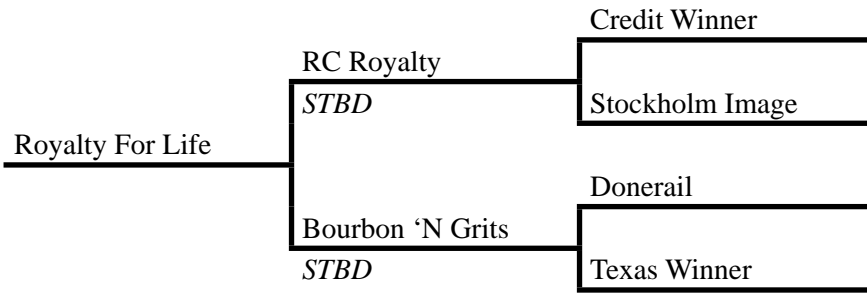 Credit Winner
RC Royalty
STBD
Stockholm Image
Royalty For Life
Donerail
Bourbon ‘N Grits
STBD
Texas Winner